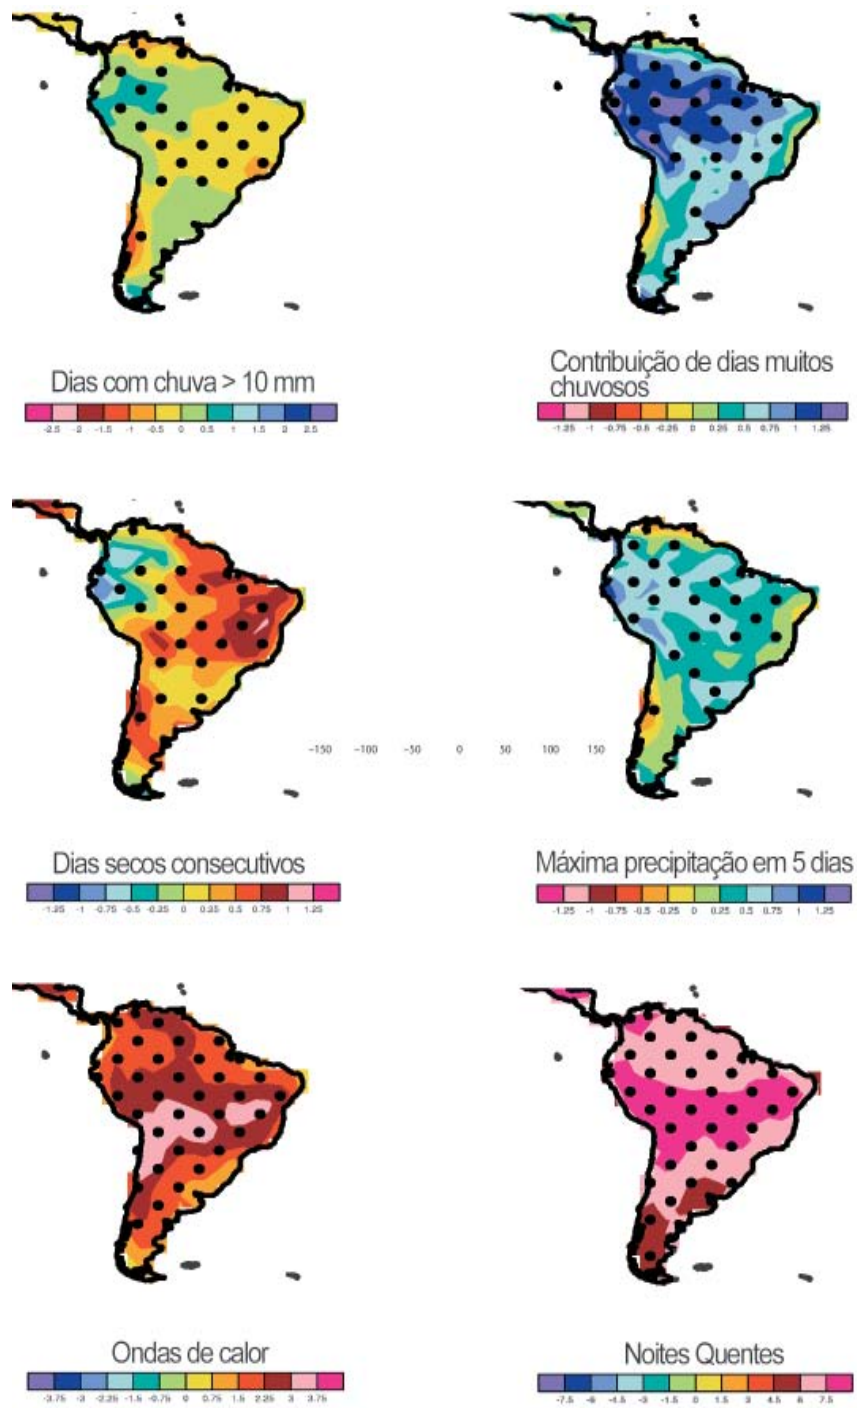 Dias com chuva > 10 mm
-2.5 -2 -1.5 -1 -0.5 0 0.5 1 1.5 2 2.5
Contribuição de dias muitos
chuvosos
-1.25 -1 -0.75 -0.5 -0.25 0 0.25 0.5 0.75 1 1.25
-150 -100 -50 0 50 100 150
Dias secos consecutivos
-1.25 -1 -0.75 -0.5 -0.25 0 0.25 0.5 0.75 1 1.25
Máxima precipitação em 5 dias
-1.25 -1 -0.75 -0.5 -0.25 0 0.25 0.5 0.75 1 1.25
Ondas de calor
-3.75 -3 -2.25 -1.5 -0.75 0 0.75 1.5 2.25 3 3.75
Noites Quentes
-7.5 -6 -4.5 -3 -1.5 0 1.5 3 4.5 6 7.5